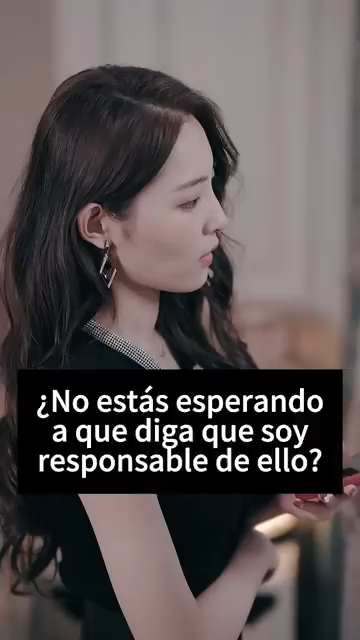 ¿No estás esperando
a que diga que soy
responsable de ello?